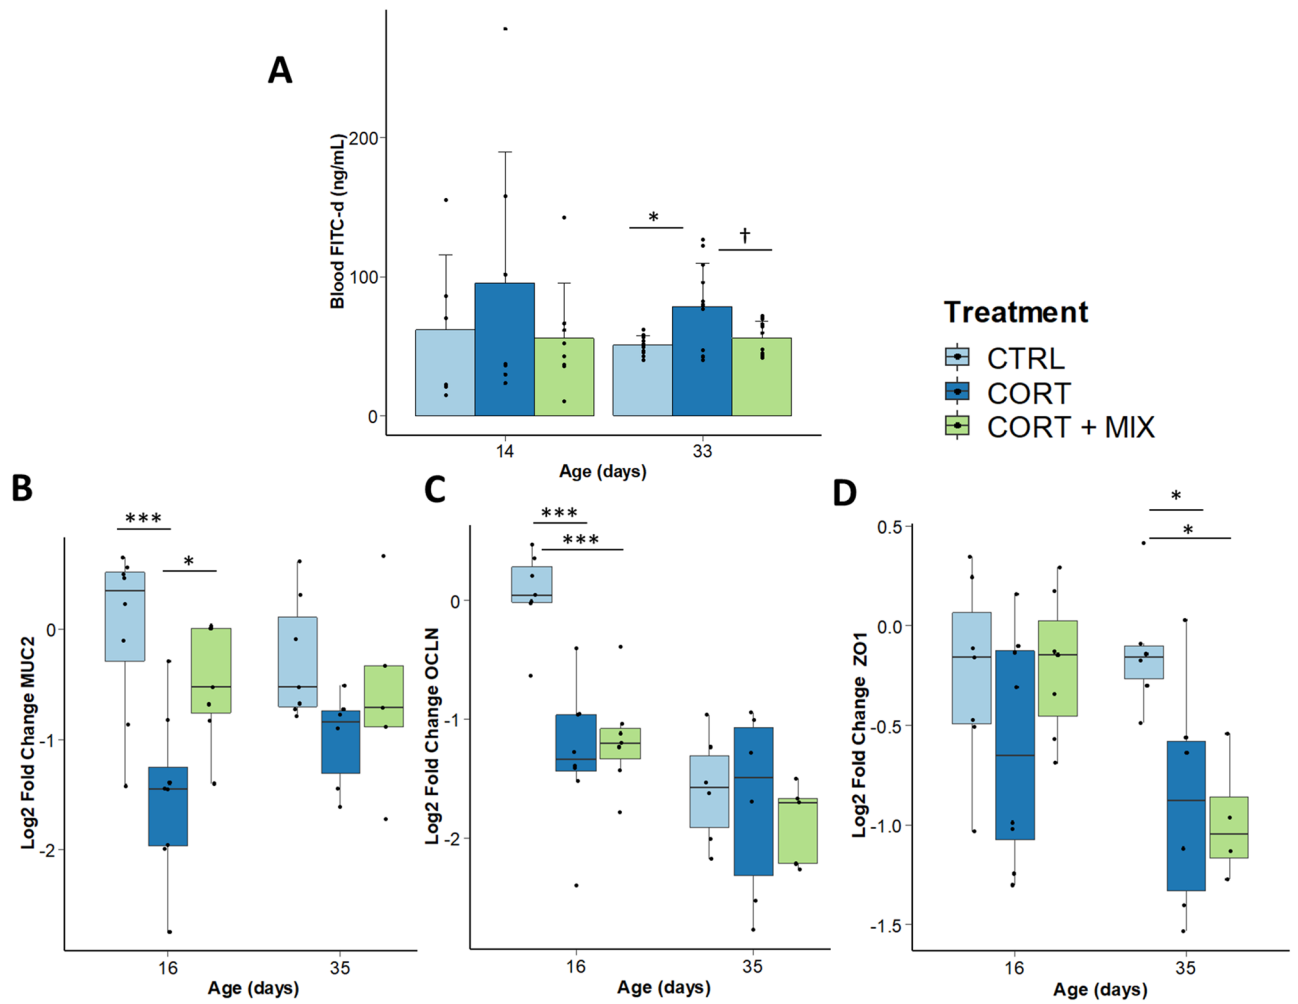 A
Blood FITC-d (ng/mL)
200
100
0
*
†
14
33
Age (days)
Treatment
CTRL
CORT
CORT + MIX
B
Log2 Fold Change MUC2
0
-1
-2
***
*
16
35
Age (days)
C
Log2 Fold Change OCLN
0
-1
-2
***
***
16
35
Age (days)
D
Log2 Fold Change ZO1
0.5
0.0
-0.5
-1.0
-1.5
*
*
16
35
Age (days)